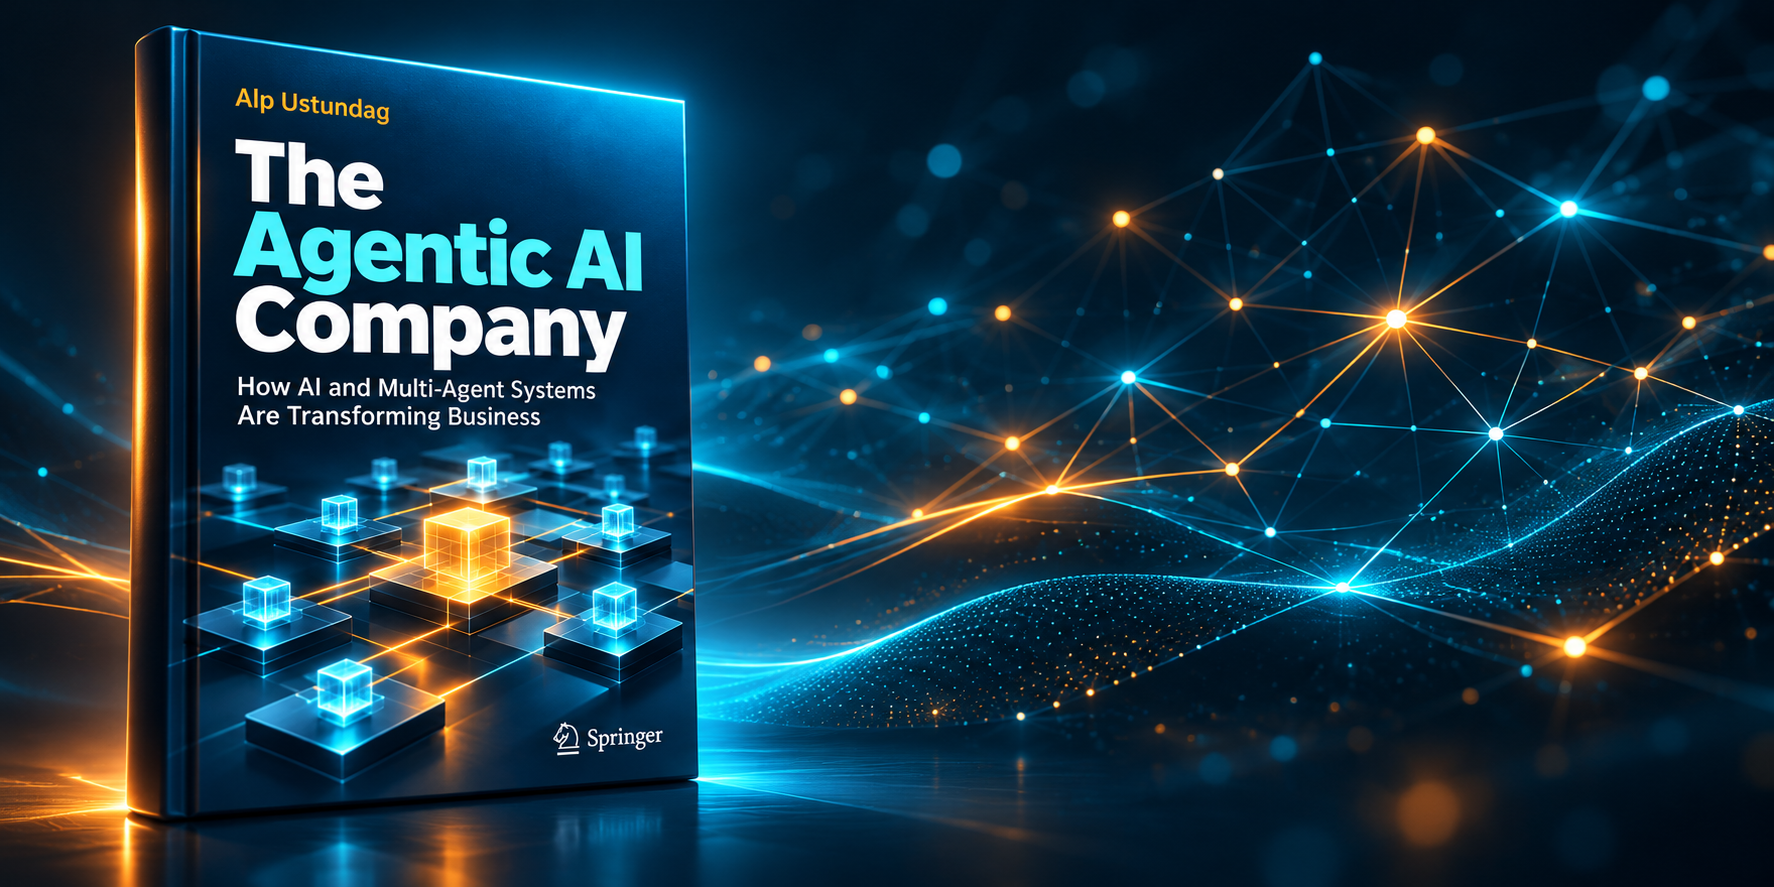 Alp Ustundag
The
Agentic AI
Company
How AI and Multi-Agent Systems
Are Transforming Business
Springer